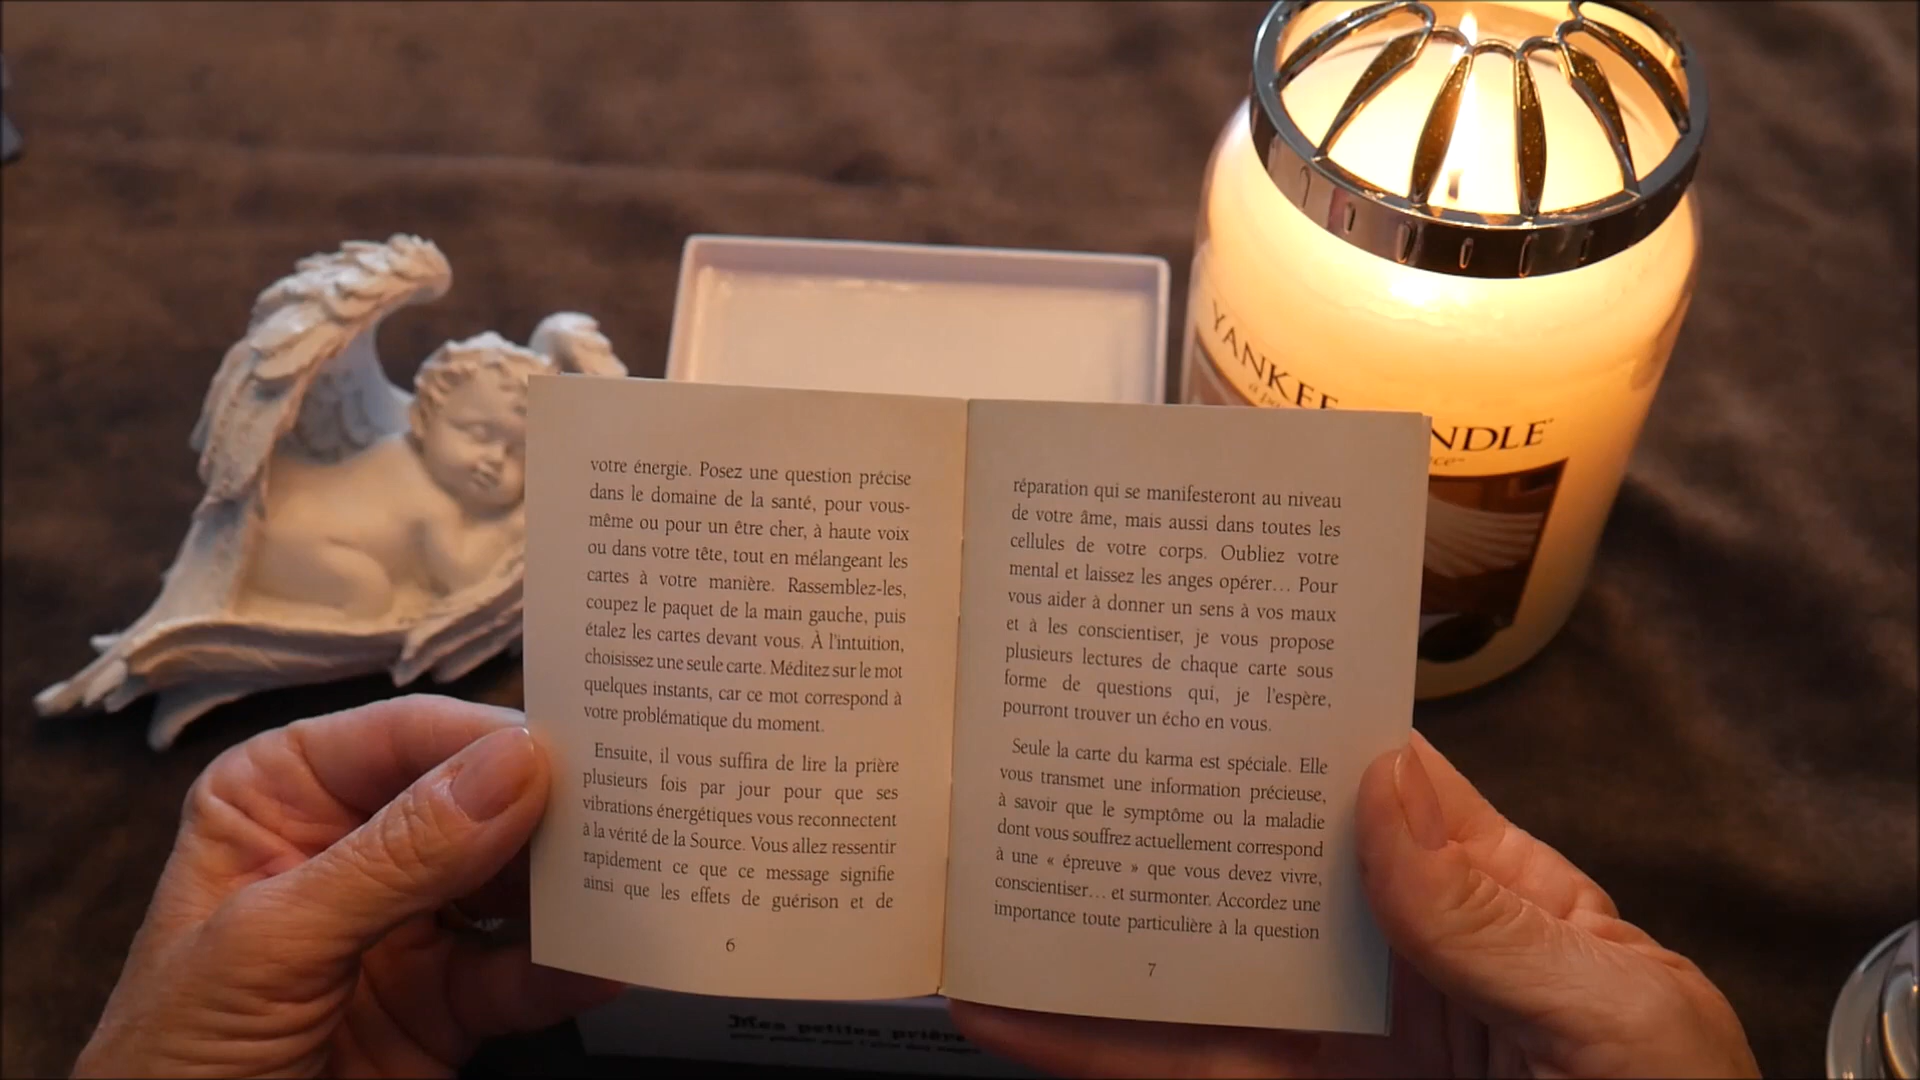 YANKEE
NDLE
votre énergie. Posez une question précise
dans le domaine de la santé, pour vous-
même ou pour un être cher, à haute voix
ou dans votre tête, tout en mélangeant les
cartes à votre manière. Rassemblez-les,
coupez le paquet de la main gauche, puis
étalez les cartes devant vous. À l'intuition,
choisissez une seule carte. Méditez sur le mot
quelques instants, car ce mot correspond à
votre problématique du moment.
Ensuite, il vous suffira de lire la prière
plusieurs fois par jour pour que ses
vibrations énergétiques vous reconnectent
à la vérité de la Source. Vous allez ressentir
rapidement ce que ce message signifie
ainsi que les effets de guérison et de
6
réparation qui se manifesteront au niveau
de votre âme, mais aussi dans toutes les
cellules de votre corps. Oubliez votre
mental et laissez les anges opérer... Pour
vous aider à donner un sens à vos maux
et à les conscientiser, je vous propose
plusieurs lectures de chaque carte sous
forme de questions qui, je l'espère,
pourront trouver un écho en vous.
Seule la carte du karma est spéciale. Elle
vous transmet une information précieuse,
à savoir que le symptôme ou la maladie
dont vous souffrez actuellement correspond
à une « épreuve » que vous devez vivre,
conscientiser... et surmonter. Accordez une
importance toute particulière à la question
7
Mes petites prière